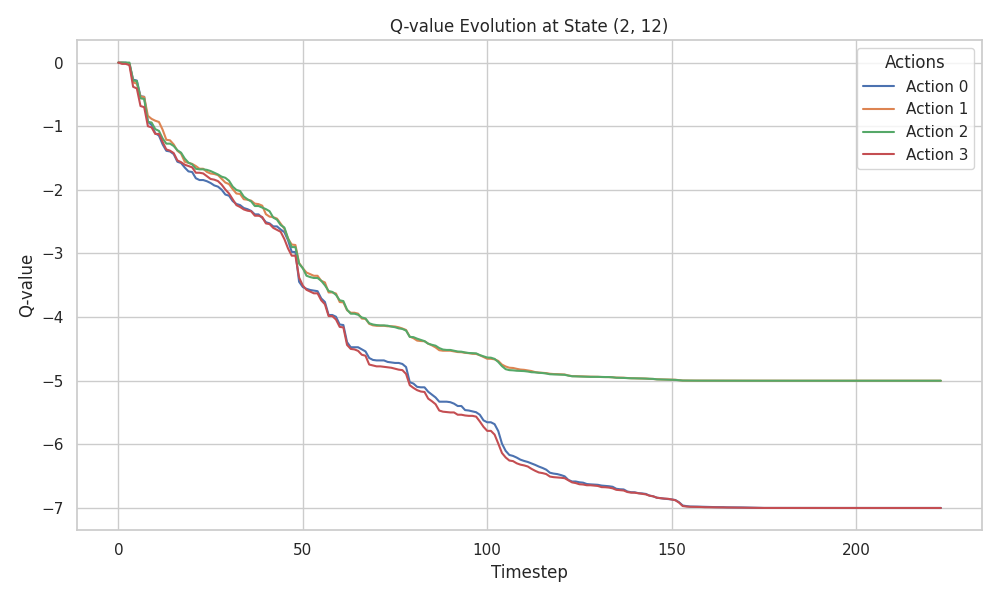 Q-value Evolution at State (2, 12)
Q-value
0
−1
−2
−3
−4
−5
−6
−7
Actions
Action 0
Action 1
Action 2
Action 3
0
50
100
150
200
Timestep